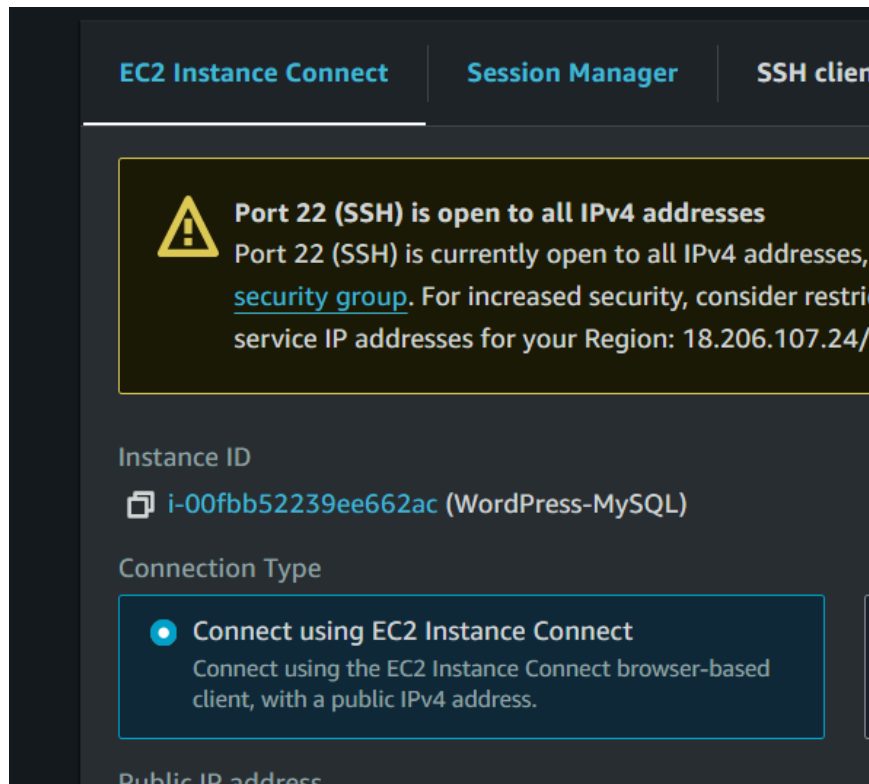 EC2 Instance Connect Session Manager SSH
Port 22 (SSH) is open to all IPv4 addresses
Port 22 (SSH) is currently open to all IPv4 addresses,
security group. For increased security, consider
service IP addresses for your Region: 18.206.107.24/
Instance ID
i-00fbb52239ee662ac (WordPress-MySQL)
Connection Type
Connect using EC2 Instance Connect
Connect using the EC2 Instance Connect browser-based
client, with a public IPv4 address.
Public IP address